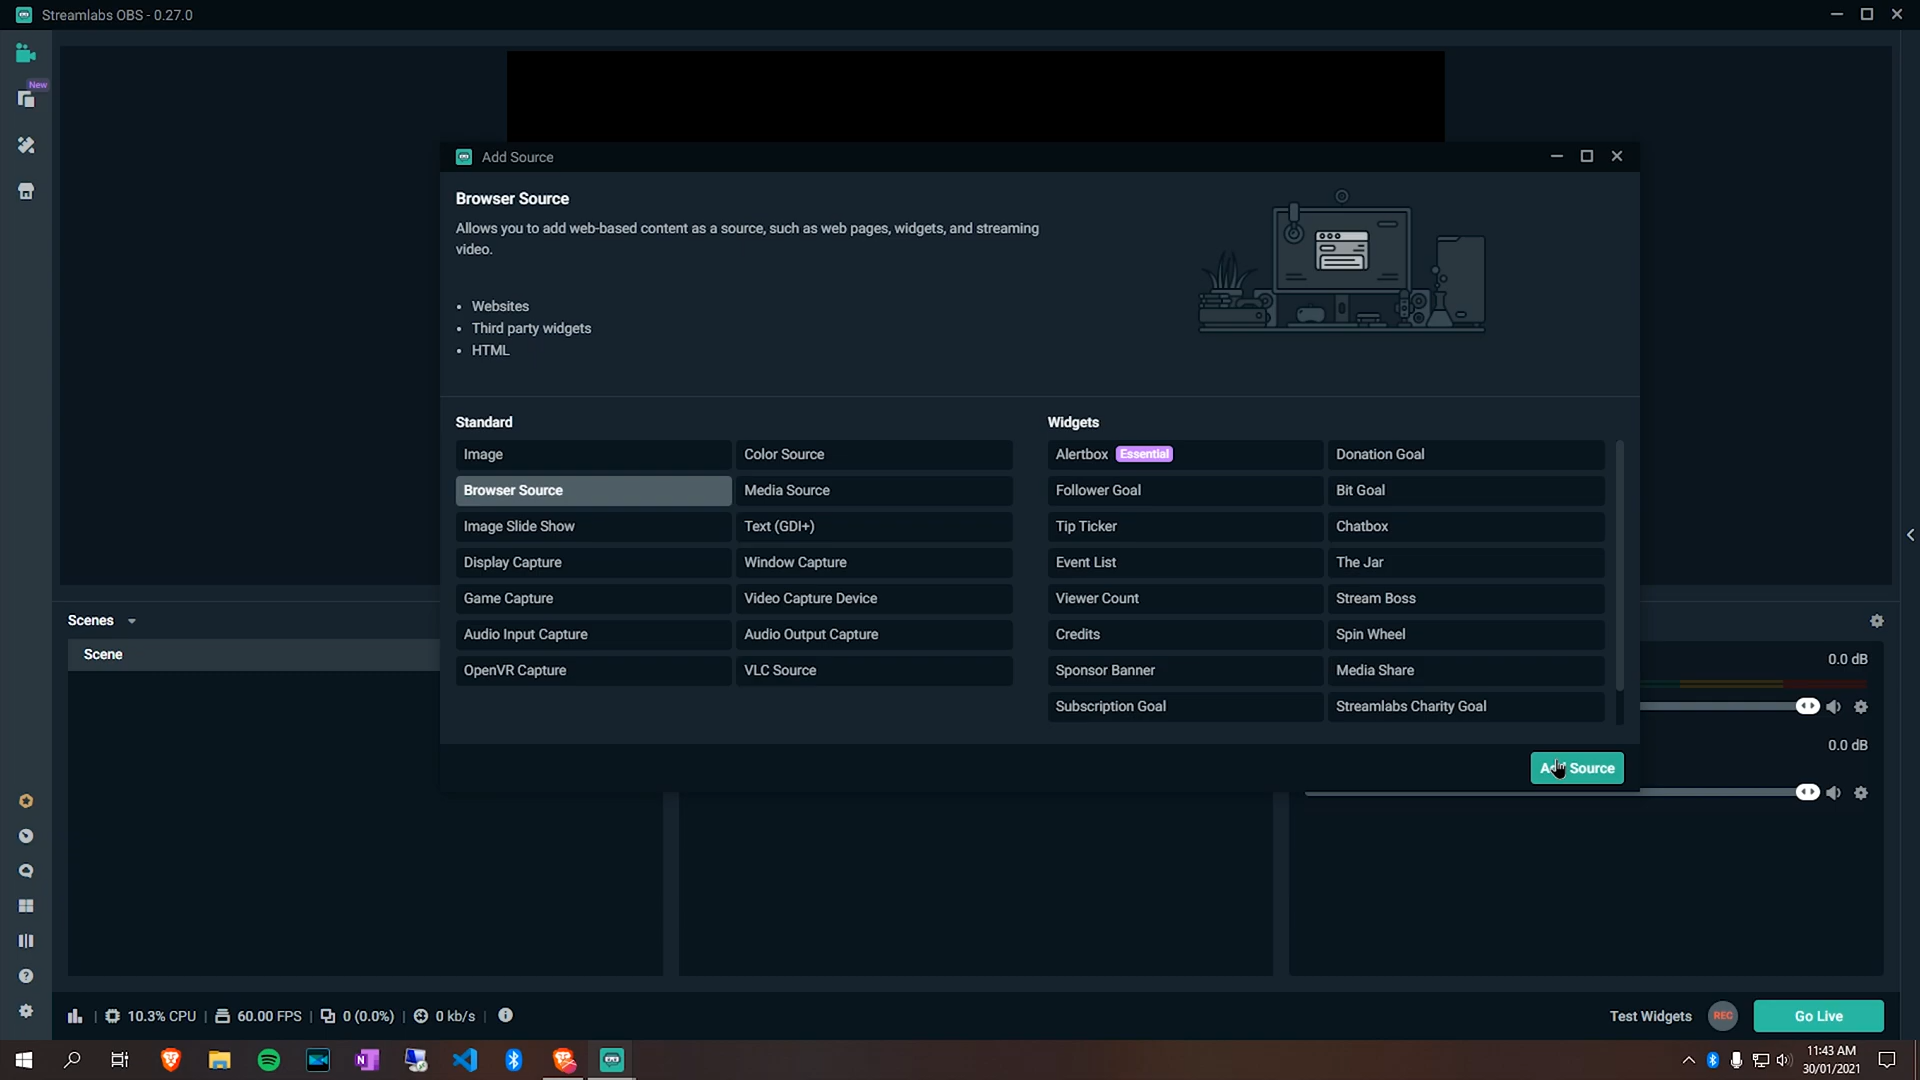 Streamlabs OBS - 0.27.0
New
Add Source
Browser Source
Allows you to add web-based content as a source, such as web pages, widgets, and streaming
video.
• Websites
• Third party widgets
• HTML
Standard
Image
Color Source
Browser Source
Media Source
Image Slide Show
Text (GDI+)
Display Capture
Window Capture
Game Capture
Video Capture Device
Audio Input Capture
Audio Output Capture
OpenVR Capture
VLC Source
Widgets
Alertbox Essential
Donation Goal
Follower Goal
Bit Goal
Tip Ticker
Chatbox
Event List
The Jar
Viewer Count
Stream Boss
Credits
Spin Wheel
Sponsor Banner
Media Share
Subscription Goal
Streamlabs Charity Goal
Add Source
Scenes
Scene
0.0 dB
0.0 dB
10.3% CPU | 60.00 FPS | 0 (0.0%) | 0 kb/s
Test Widgets
REC
Go Live
11:43 AM
30/01/2021